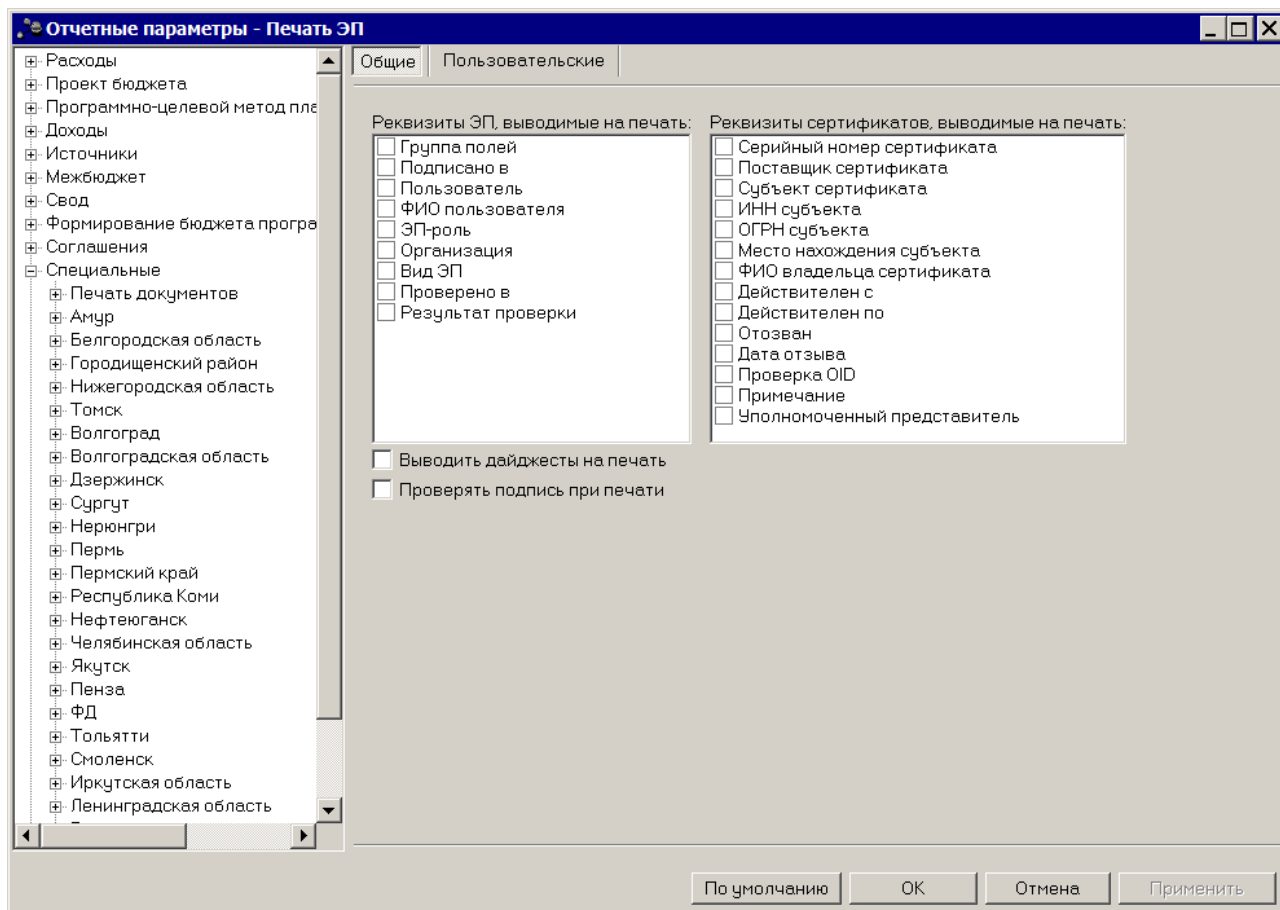 Отчетные параметры - Печать ЭП
Расходы
Проект бюджета
Программно-целевой метод пла
Доходы
Источники
Межбюджет
Свод
Формирование бюджета програ
Соглашения
Специальные
Печать документов
Амур
Белгородская область
Городищенский район
Нижегородская область
Томск
Волгоград
Волгоградская область
Дзержинск
Сургут
Нерюнгри
Пермь
Пермский край
Республика Коми
Нефтеюганск
Челябинская область
Якутск
Пенза
ФД
Тольятти
Смоленск
Иркутская область
Ленинградская область
Общие
Пользовательские
Реквизиты ЭП, выводимые на печать:
Группа полей
Подписано в
Пользователь
ФИО пользователя
ЭП-роль
Организация
Вид ЭП
Проверено в
Результат проверки
Реквизиты сертификатов, выводимые на печать:
Серийный номер сертификата
Поставщик сертификата
Субъект сертификата
ИНН субъекта
ОГРН субъекта
Место нахождения субъекта
ФИО владельца сертификата
Действителен с
Действителен по
Отозван
Дата отзыва
Проверка OID
Примечание
Уполномоченный представитель
Выводить дайджесты на печать
Проверять подпись при печати
По умолчанию
OK
Отмена
Применить